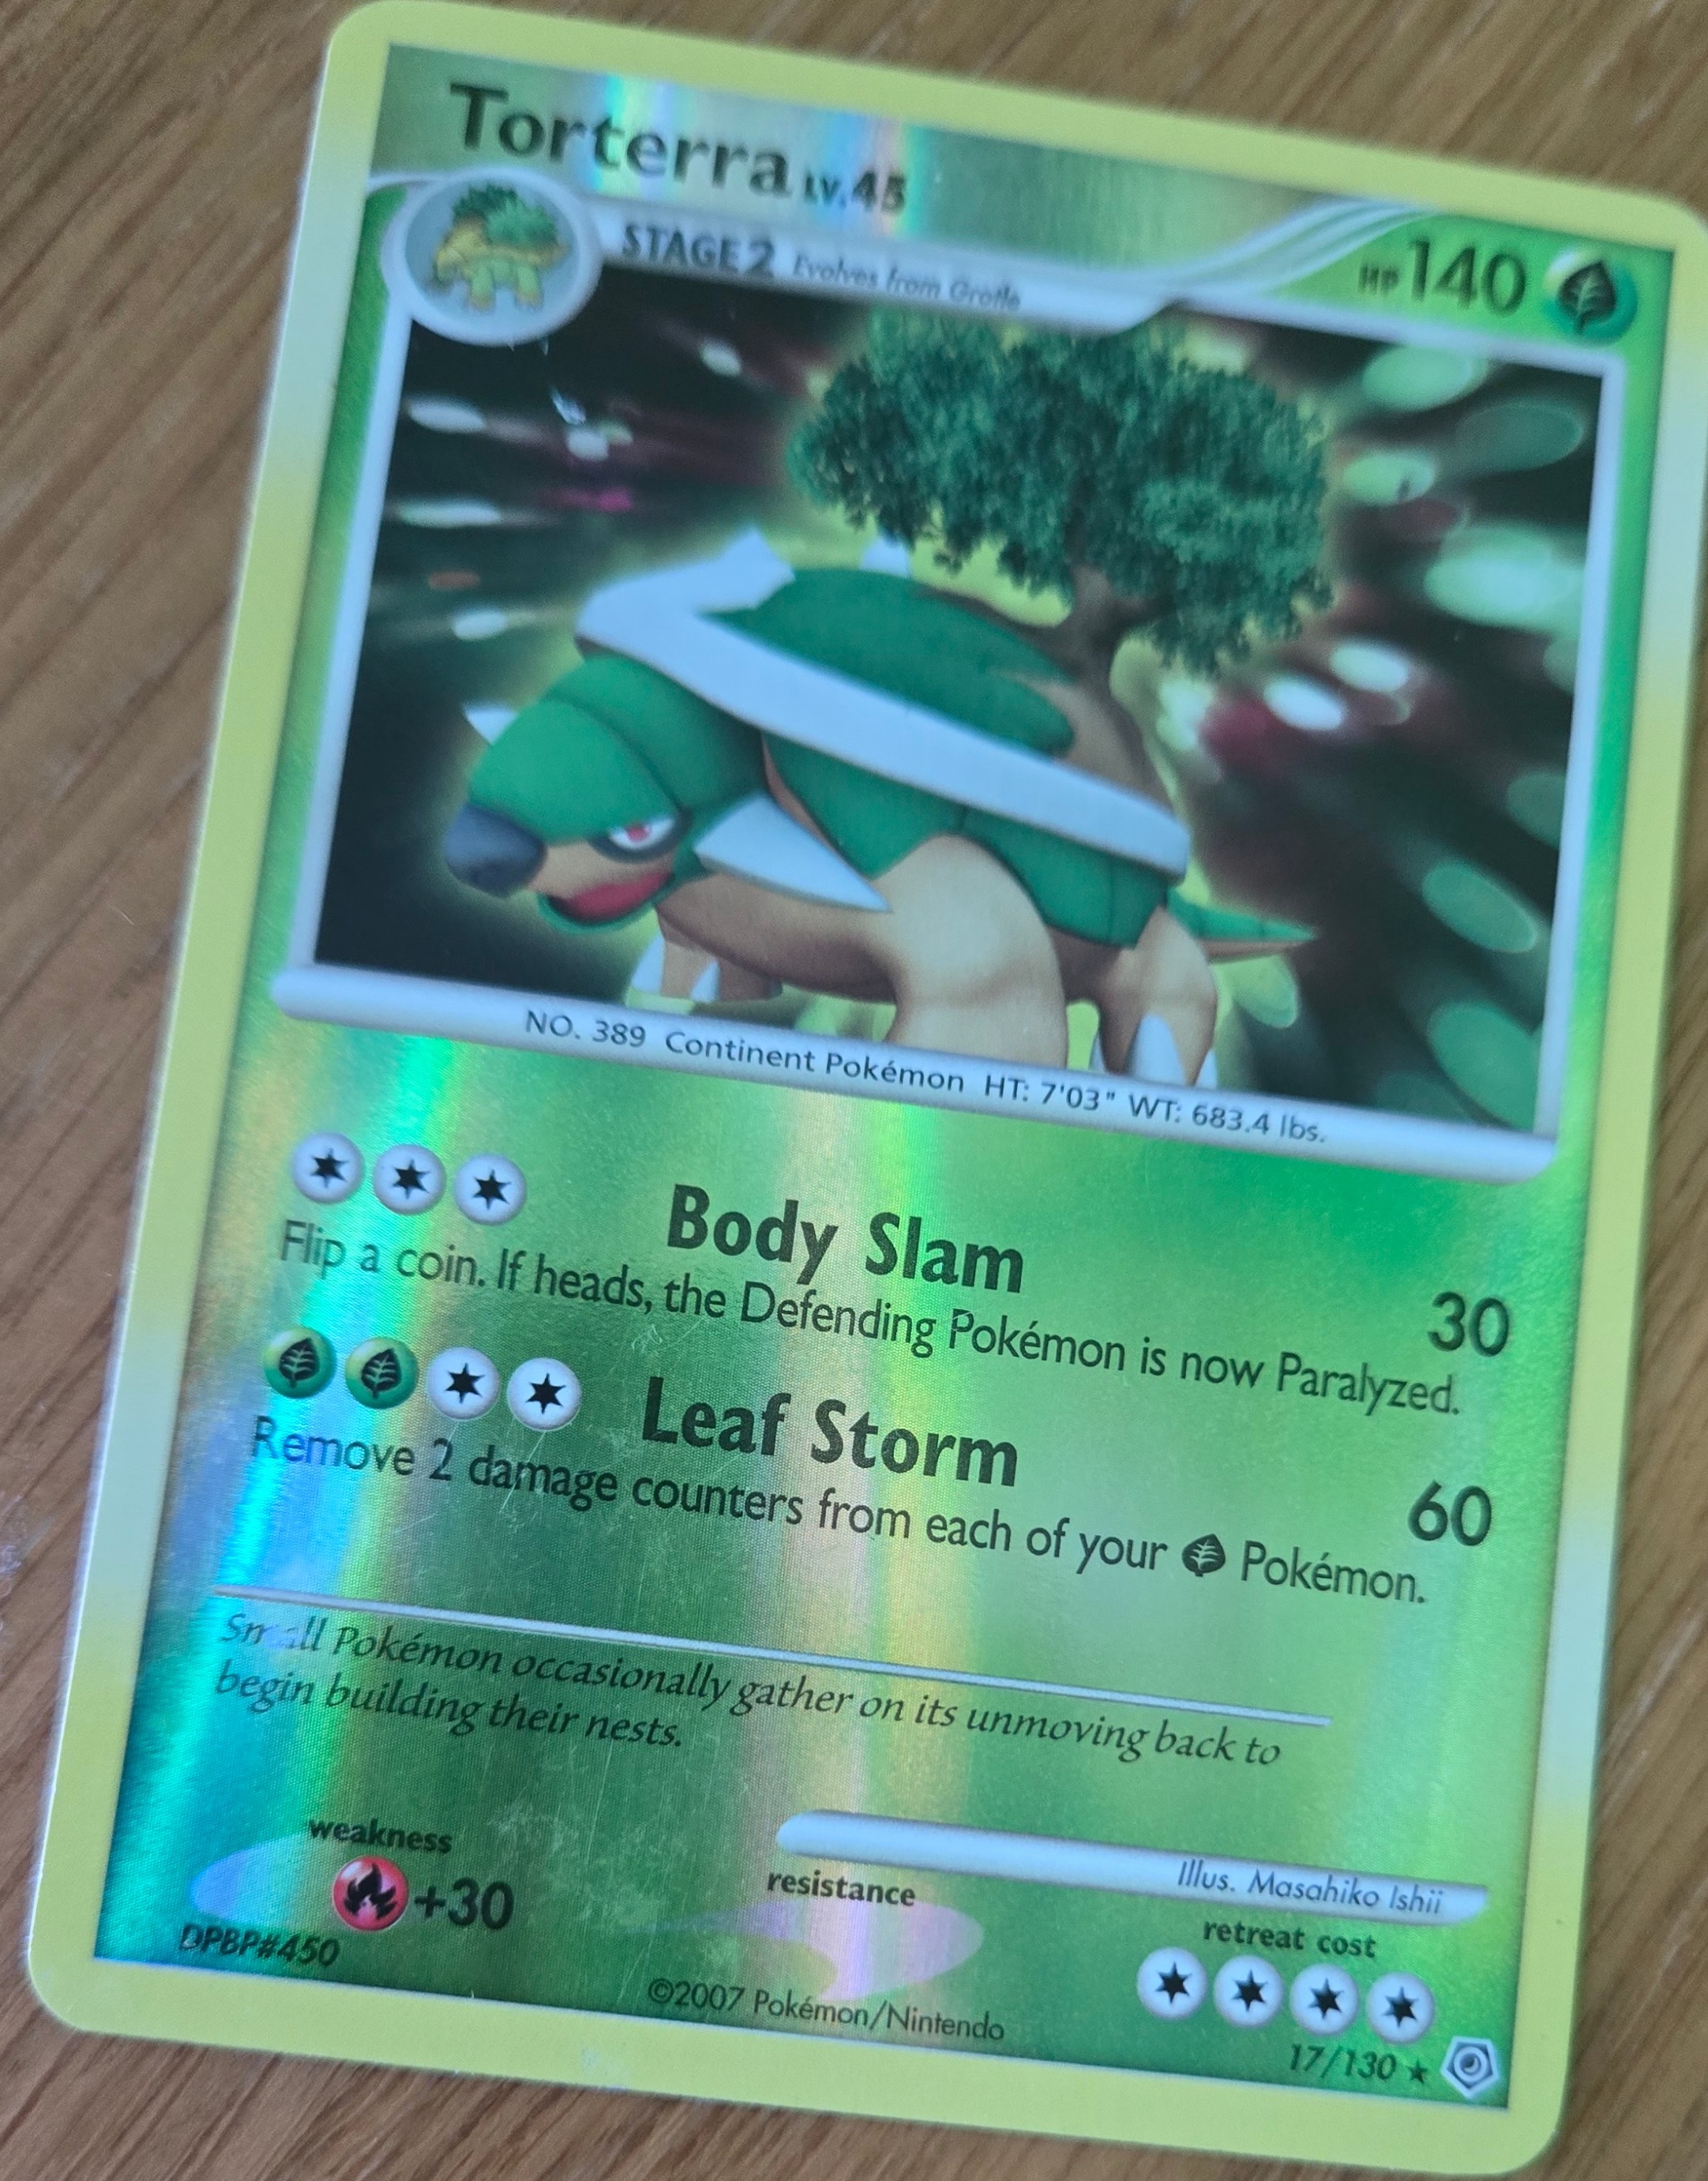 Torterra LV.45
STAGE 2 Evolves from Grotle
HP 140
NO. 389 Continent Pokémon HT: 7'03" WT: 683.4 lbs.
Body Slam 30
Flip a coin. If heads, the Defending Pokémon is now Paralyzed.
Leaf Storm 60
Remove 2 damage counters from each of your Pokémon.
Small Pokémon occasionally gather on its unmoving back to
begin building their nests.
Illus. Masahiko Ishii
weakness resistance retreat cost
+30
DPBP#450
©2007 Pokémon/Nintendo
17/130